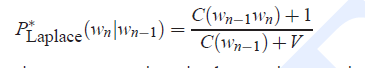 P*Laplace(wn|wn−1) = C(wn−1wn)+1 / C(wn−1)+V